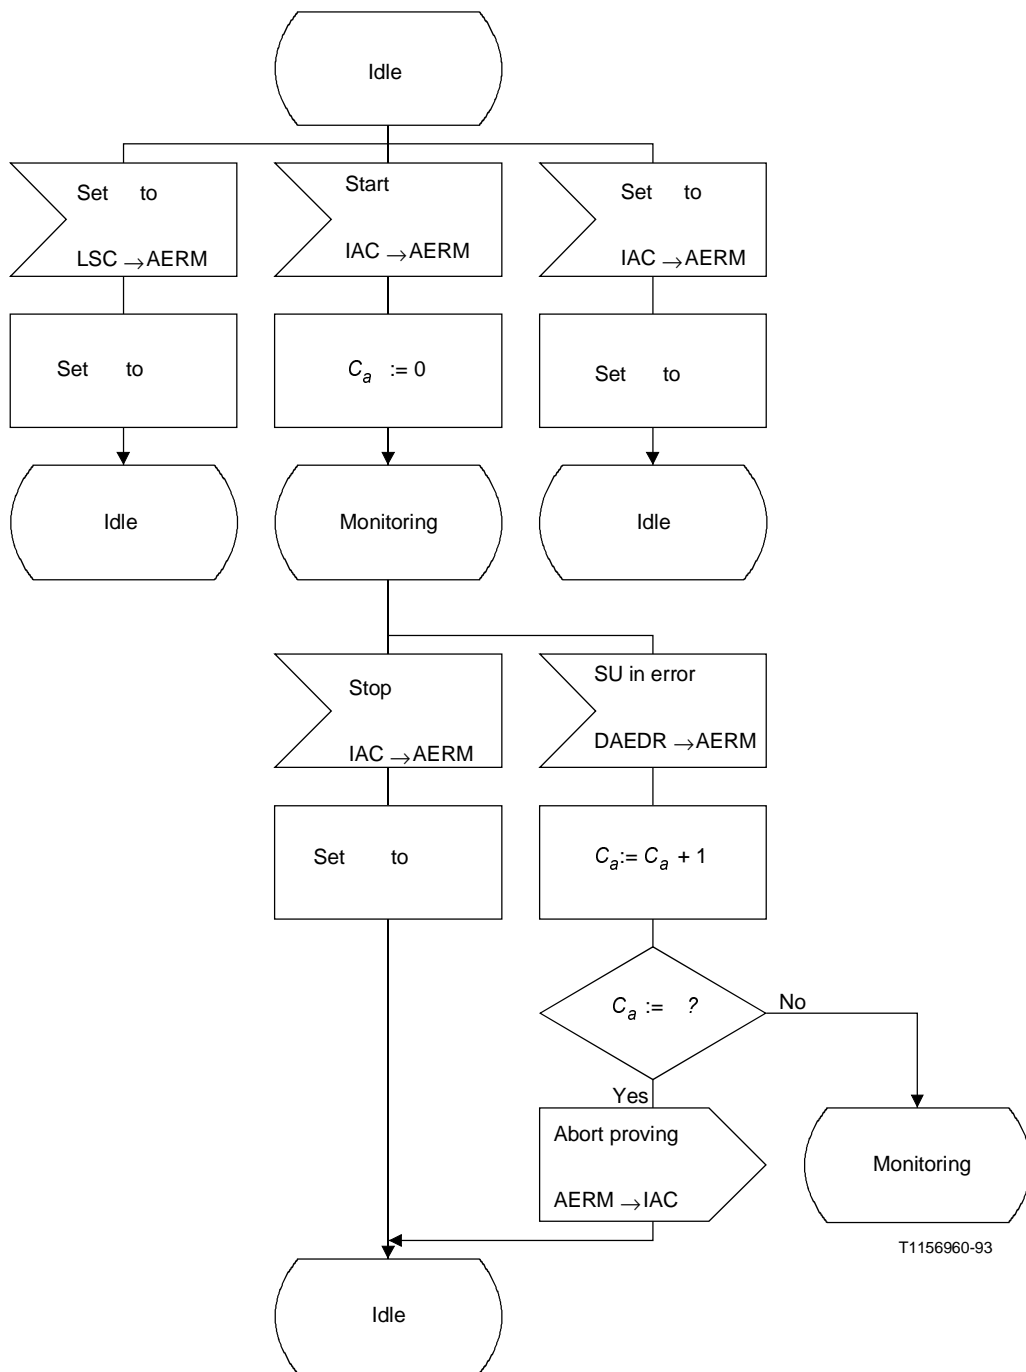 Idle
Set to
LSC → AERM
Start
IAC → AERM
Set to
IAC → AERM
Set to
Cₐ := 0
Set to
Idle
Monitoring
Idle
Stop
IAC → AERM
SU in error
DAEDR → AERM
Set to
Cₐ := Cₐ + 1
Cₐ := ?
No
Yes
Abort proving
AERM → IAC
Monitoring
T1156960-93
Idle